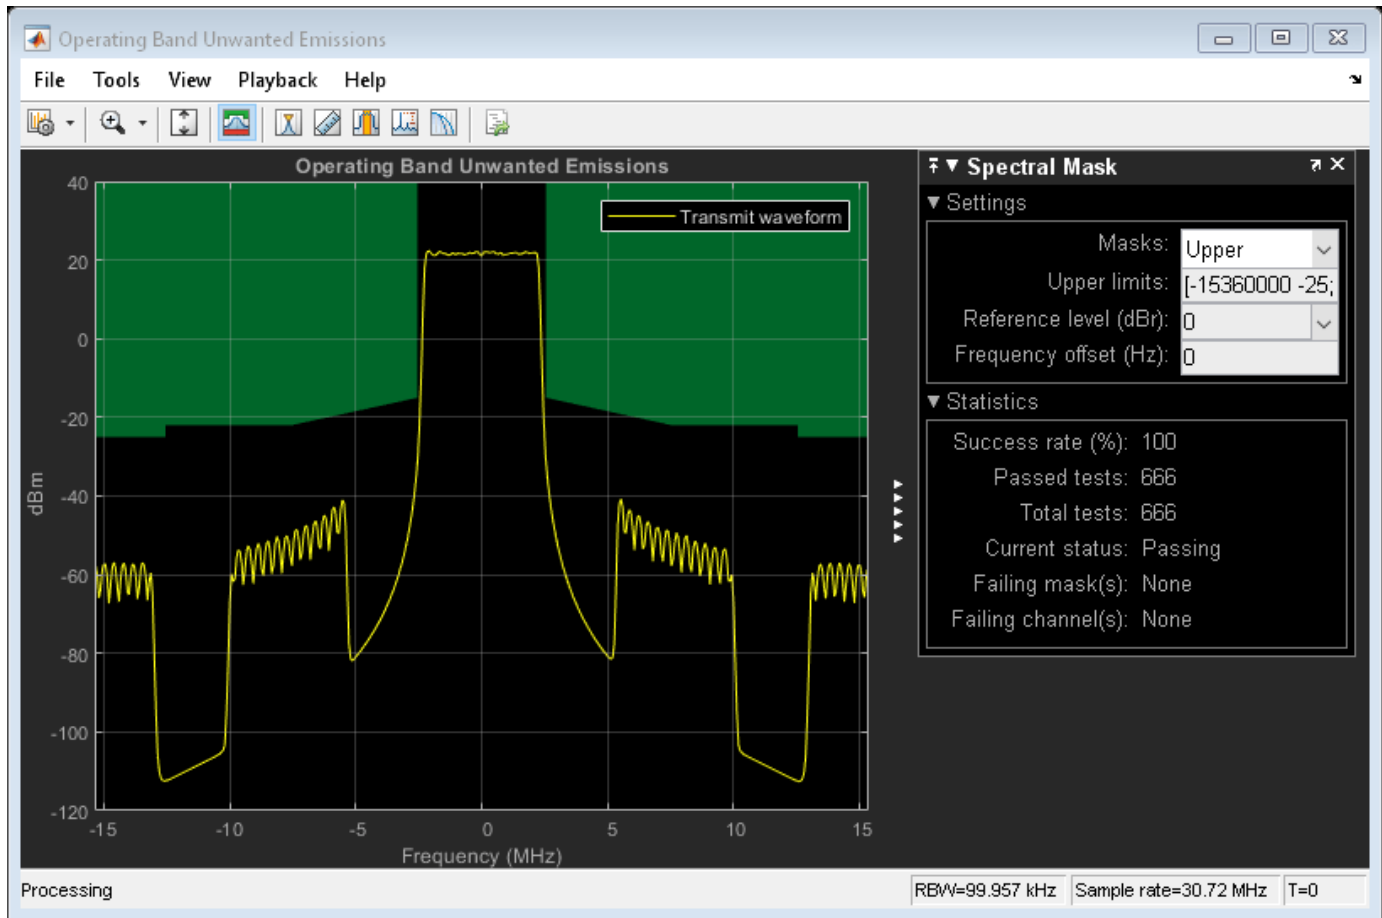 Operating Band Unwanted Emissions
File Tools View Playback Help
Operating Band Unwanted Emissions
Transmit waveform
40
20
0
-20
-40
-60
-80
-100
-120
dBm
-15 -10 -5 0 5 10 15
Frequency (MHz)
Spectral Mask
Settings
Masks: Upper
Upper limits: [-15360000 -25;
Reference level (dBr): 0
Frequency offset (Hz): 0
Statistics
Success rate (%): 100
Passed tests: 666
Total tests: 666
Current status: Passing
Failing mask(s): None
Failing channel(s): None
Processing RBW=99.957 kHz Sample rate=30.72 MHz T=0